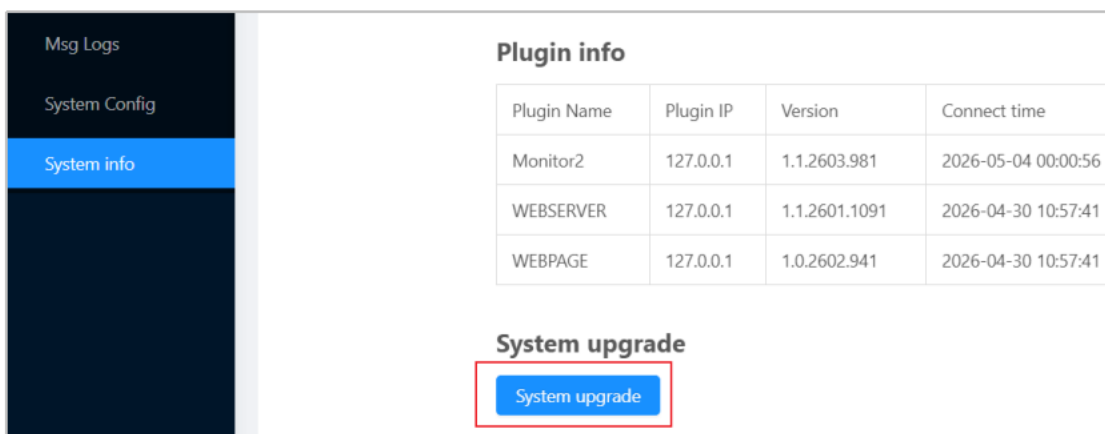 Msg Logs
System Config
System info
Plugin info
Plugin Name Plugin IP Version Connect time
Monitor2 127.0.0.1 1.1.2603.981 2026-05-04 00:00:56
WEBSERVER 127.0.0.1 1.1.2601.1091 2026-04-30 10:57:41
WEBPAGE 127.0.0.1 1.0.2602.941 2026-04-30 10:57:41
System upgrade
System upgrade